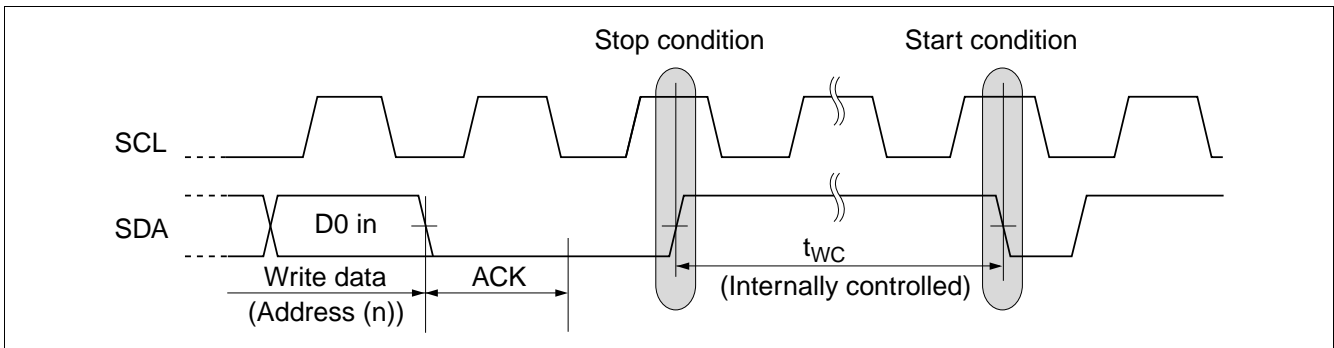 Stop condition
Start condition
SCL
SDA
D0 in
Write data
(Address (n))
ACK
tWC
(Internally controlled)